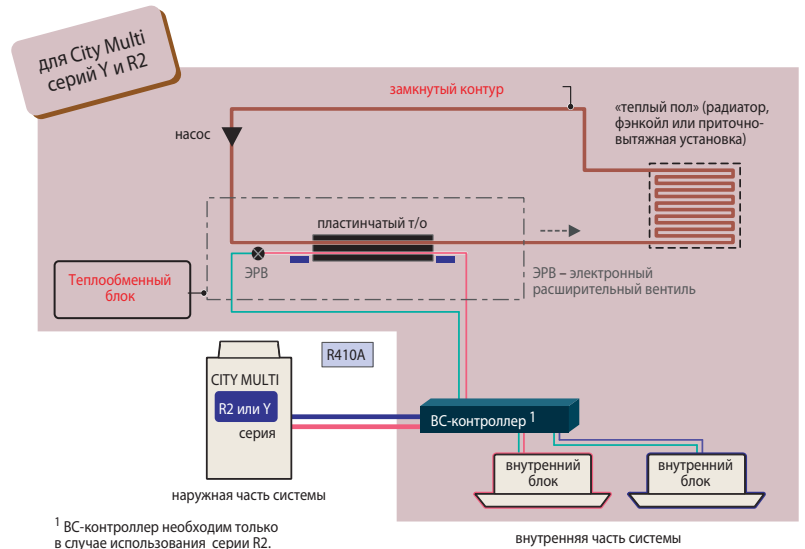 для City Multi
серий Y и R2
замкнутый контур
«теплый пол» (радиатор,
фэнкойл или приточно-
вытяжная установка)
насос
пластинчатый т/о
ЭРВ
ЭРВ – электронный
расширительный вентиль
Теплообменный
блок
R410A
CITY MULTI
R2 или Y
серия
ВС-контроллер 1
внутренний
блок
внутренний
блок
наружная часть системы
1 ВС-контроллер необходим только
в случае использования серии R2.
внутренняя часть системы